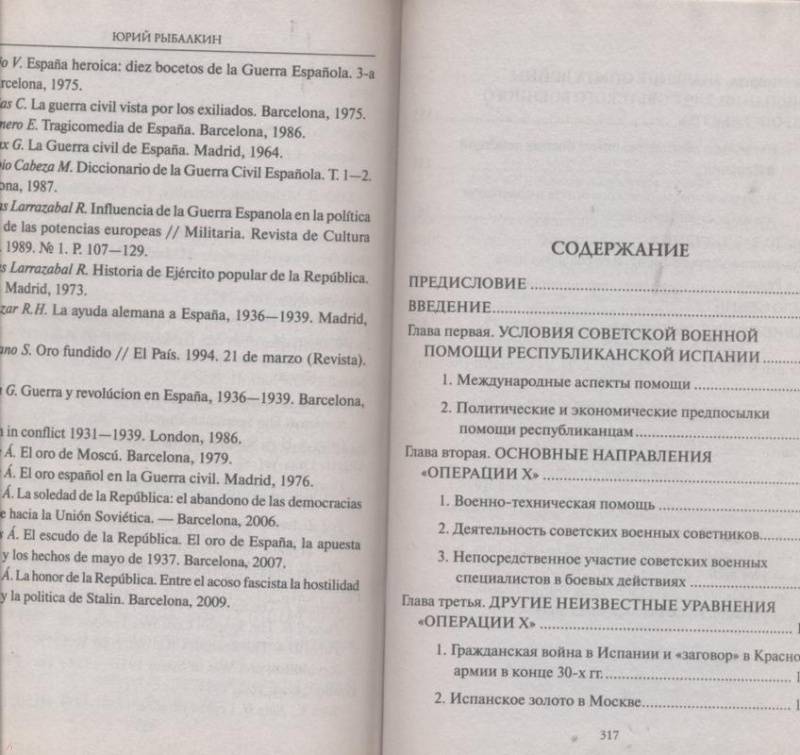 ЮРИЙ РЫБАЛКИН
V. España heroica: diez bocetos de la Guerra Española. 3-a
1975.
C. La guerra civil vista por los exiliados. Barcelona, 1975.
E. Tragicomedia de España. Barcelona, 1986.
G. La Guerra civil de España. Madrid, 1964.
Cabeza M. Diccionario de la Guerra Civil Española. T. 1—2.
1987.
Larrazabal R. Influencia de la Guerra Espanola en la política
de las potencias europeas // Militaria. Revista de Cultura
1989. № 1. P. 107—129.
Larrazabal R. Historia de Ejército popular de la República.
Madrid, 1973.
R.H. La ayuda alemana a España, 1936—1939. Madrid,
S. Oro fundido // El País. 1994. 21 de marzo (Revista).
G. Guerra y revolúcion en España, 1936—1939. Barcelona,
in conflict 1931—1939. London, 1986.
Á. El oro de Moscú. Barcelona, 1979.
Á. El oro español en la Guerra civil. Madrid, 1976.
Á. La soledad de la República: el abandono de las democracias
hacia la Unión Soviética. — Barcelona, 2006.
Á. El escudo de la República. El oro de España, la apuesta
y los hechos de mayo de 1937. Barcelona, 2007.
Á. La honor de la República. Entre el acoso fascista la hostilidad
y la politica de Stalin. Barcelona, 2009.
СОДЕРЖАНИЕ
ПРЕДИСЛОВИЕ
ВВЕДЕНИЕ
Глава первая. УСЛОВИЯ СОВЕТСКОЙ ВОЕННОЙ
ПОМОЩИ РЕСПУБЛИКАНСКОЙ ИСПАНИИ
1. Международные аспекты помощи
2. Политические и экономические предпосылки
помощи республиканцам
Глава вторая. ОСНОВНЫЕ НАПРАВЛЕНИЯ
«ОПЕРАЦИИ X»
1. Военно-техническая помощь
2. Деятельность советских военных советников
3. Непосредственное участие советских военных
специалистов в боевых действиях
Глава третья. ДРУГИЕ НЕИЗВЕСТНЫЕ УРАВНЕНИЯ
«ОПЕРАЦИИ X»
1. Гражданская война в Испании и «заговор» в Красно
армии в конце 30-х гг.
2. Испанское золото в Москве
317